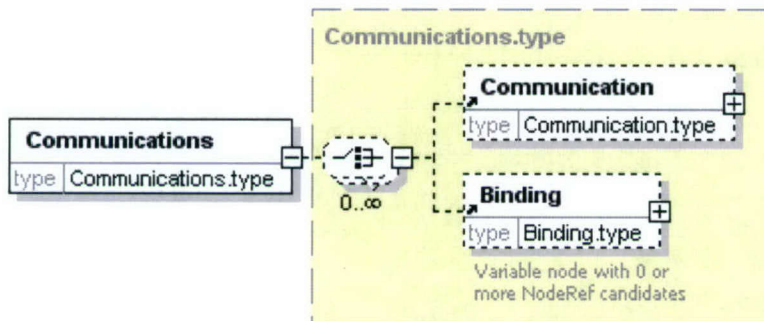 Communications.type
Communication
type Communication.type
Communications
type Communications.type
0..∞
Binding
type Binding.type
Variable node with 0 or
more NodeRef candidates